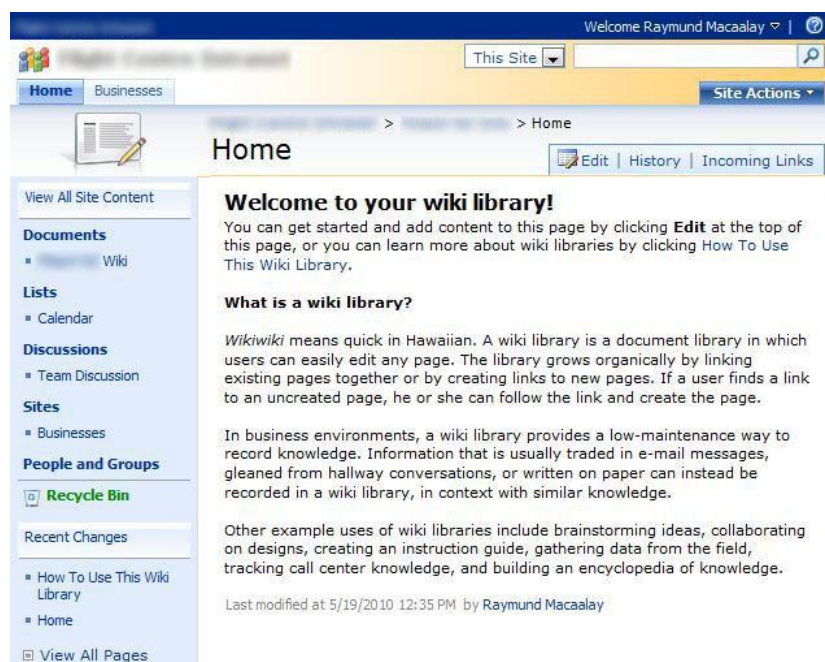 Welcome Raymund Macaalay
This Site
Home Businesses
Site Actions
> > Home
Home
Edit | History | Incoming Links
View All Site Content
Documents
Wiki
Lists
Calendar
Discussions
Team Discussion
Sites
Businesses
People and Groups
Recycle Bin
Recent Changes
How To Use This Wiki
Library
Home
View All Pages
Welcome to your wiki library!
You can get started and add content to this page by clicking Edit at the top of
this page, or you can learn more about wiki libraries by clicking How To Use
This Wiki Library.
What is a wiki library?
Wikiwiki means quick in Hawaiian. A wiki library is a document library in which
users can easily edit any page. The library grows organically by linking
existing pages together or by creating links to new pages. If a user finds a link
to an uncreated page, he or she can follow the link and create the page.
In business environments, a wiki library provides a low-maintenance way to
record knowledge. Information that is usually traded in e-mail messages,
gleaned from hallway conversations, or written on paper can instead be
recorded in a wiki library, in context with similar knowledge.
Other example uses of wiki libraries include brainstorming ideas, collaborating
on designs, creating an instruction guide, gathering data from the field,
tracking call center knowledge, and building an encyclopedia of knowledge.
Last modified at 5/19/2010 12:35 PM by Raymund Macaalay